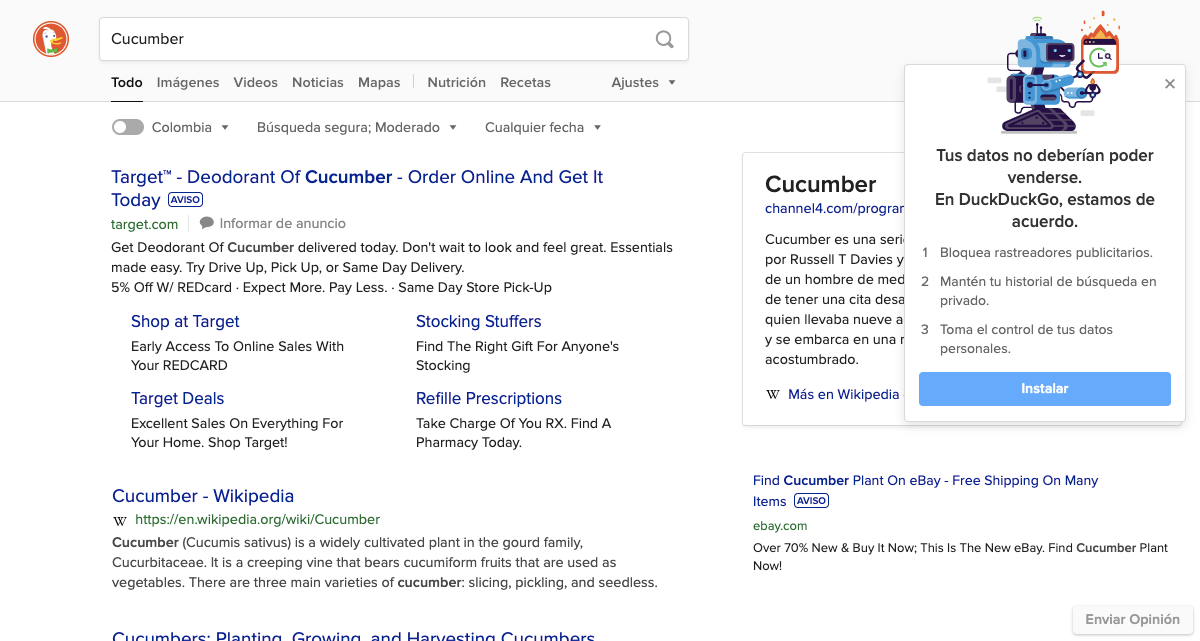 Cucumber
Todo
Imágenes
Videos
Noticias
Mapas
Nutrición
Recetas
Ajustes
Colombia
Búsqueda segura; Moderado
Cualquier fecha
Target™ - Deodorant Of Cucumber - Order Online And Get It
Today AVISO
target.com
Informar de anuncio
Get Deodorant Of Cucumber delivered today. Don't wait to look and feel great. Essentials
made easy. Try Drive Up, Pick Up, or Same Day Delivery.
5% Off W/ REDcard · Expect More. Pay Less. · Same Day Store Pick-Up
Shop at Target
Early Access To Online Sales With
Your REDCARD
Stocking Stuffers
Find The Right Gift For Anyone's
Stocking
Target Deals
Excellent Sales On Everything For
Your Home. Shop Target!
Refille Prescriptions
Take Charge Of You RX. Find A
Pharmacy Today.
Cucumber - Wikipedia
W https://en.wikipedia.org/wiki/Cucumber
Cucumber (Cucumis sativus) is a widely cultivated plant in the gourd family,
Cucurbitaceae. It is a creeping vine that bears cucumiform fruits that are used as
vegetables. There are three main varieties of cucumber: slicing, pickling, and seedless.
Cucumbers: Planting, Growing, and Harvesting Cucumbers
Cucumber
channel4.com/program
Cucumber es una seri
por Russell T Davies y
de un hombre de med
de tener una cita desa
quien llevaba nueve a
y se embarca en una
acostumbrado.
W Más en Wikipedia
Tus datos no deberían poder
venderse.
En DuckDuckGo, estamos de
acuerdo.
1 Bloquea rastreadores publicitarios.
2 Mantén tu historial de búsqueda en
privado.
3 Toma el control de tus datos
personales.
Instalar
Find Cucumber Plant On eBay - Free Shipping On Many
Items AVISO
ebay.com
Over 70% New & Buy It Now; This Is The New eBay. Find Cucumber Plant
Now!
Enviar Opinión